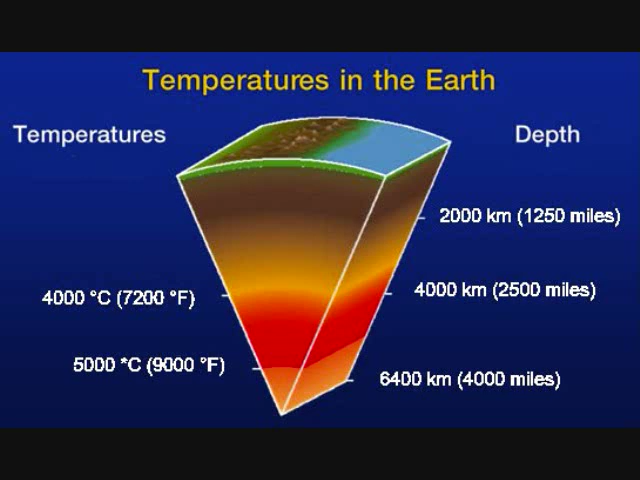 Temperatures in the Earth
Temperatures
Depth
2000 km (1250 miles)
4000 °C (7200 °F)
4000 km (2500 miles)
5000 *C (9000 °F)
6400 km (4000 miles)